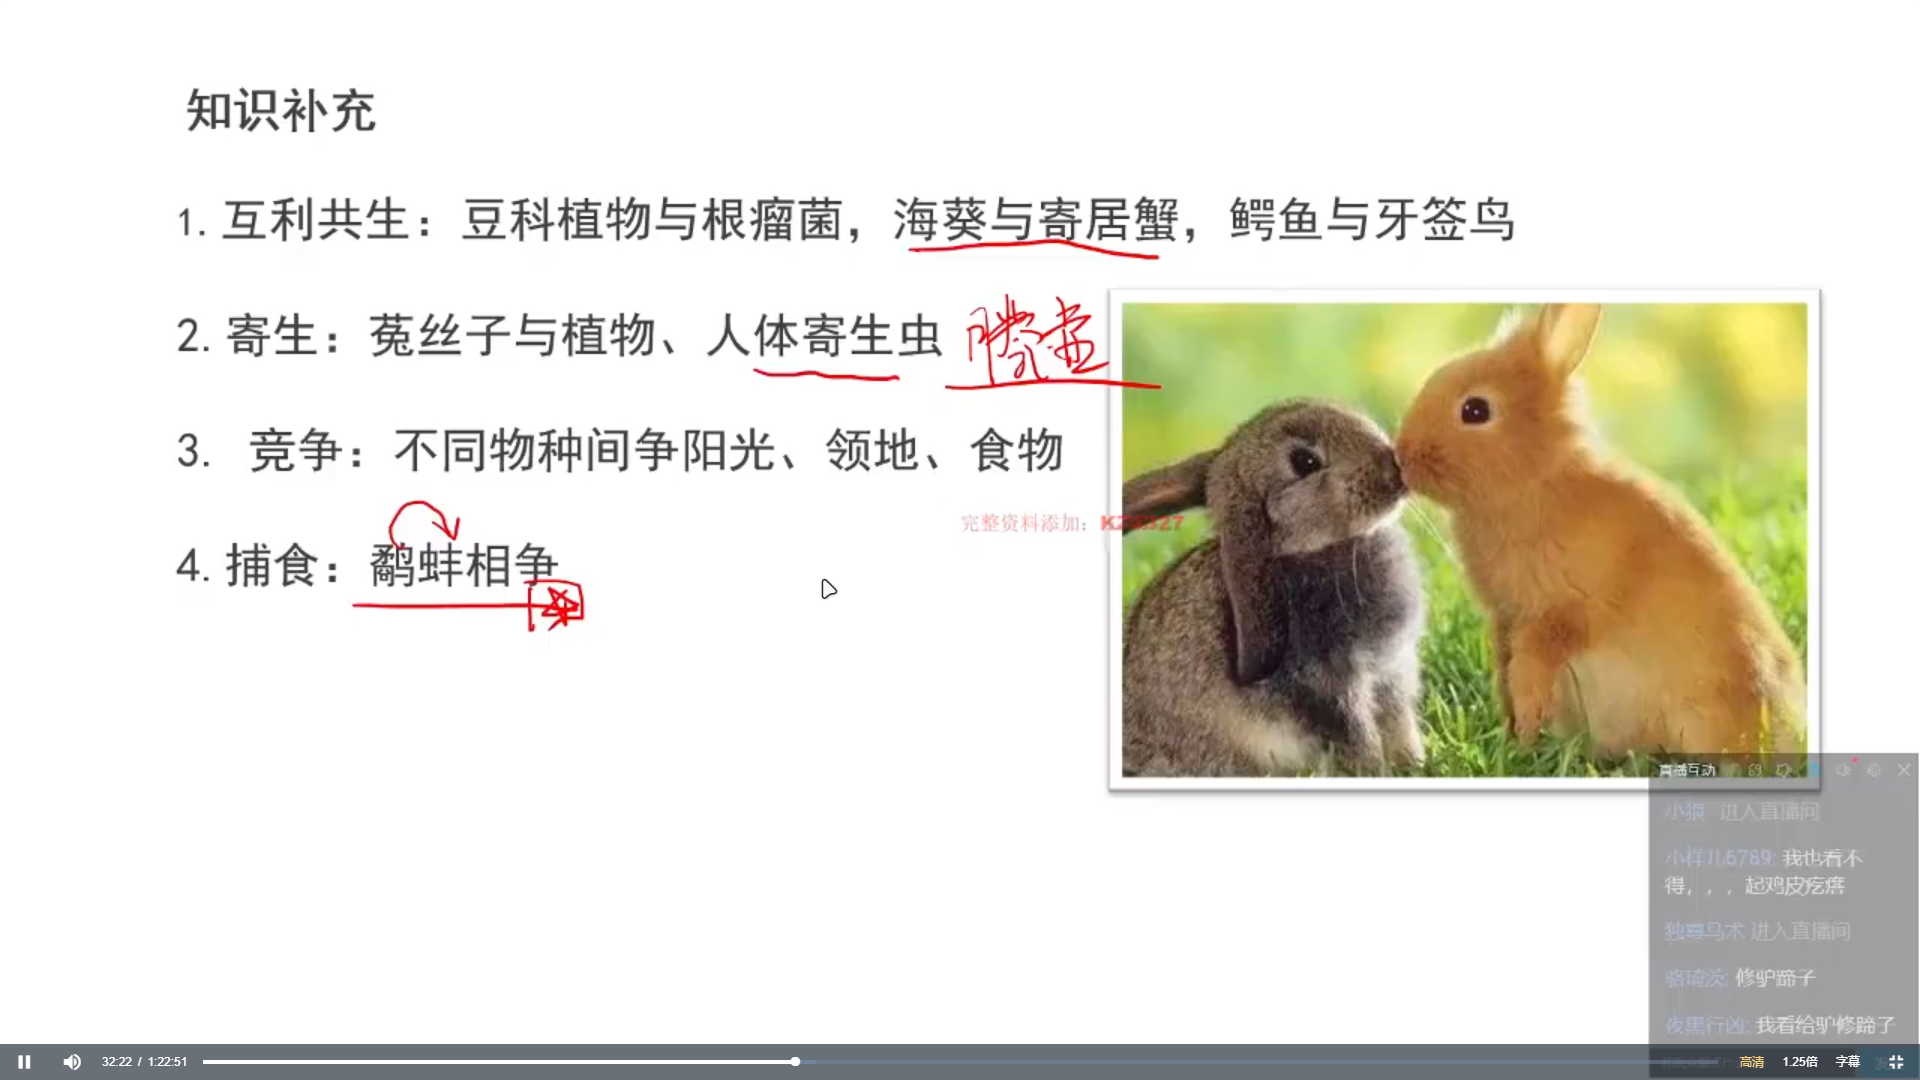 知识补充
1. 互利共生：豆科植物与根瘤菌，海葵与寄居蟹，鳄鱼与牙签鸟
2. 寄生：菟丝子与植物、人体寄生虫 藤壶
3. 竞争：不同物种间争阳光、领地、食物
完整资料添加：
4. 捕食：鹬蚌相争
直播互动 69
小狼 进入直播间
小样儿6789: 我也看不
得，，，起鸡皮疙瘩
独尊马术 进入直播间
骆琦茨: 修驴蹄子
夜黑行凶: 我看给驴修蹄了
32:22 / 1:22:51 高清 1.25倍 字幕